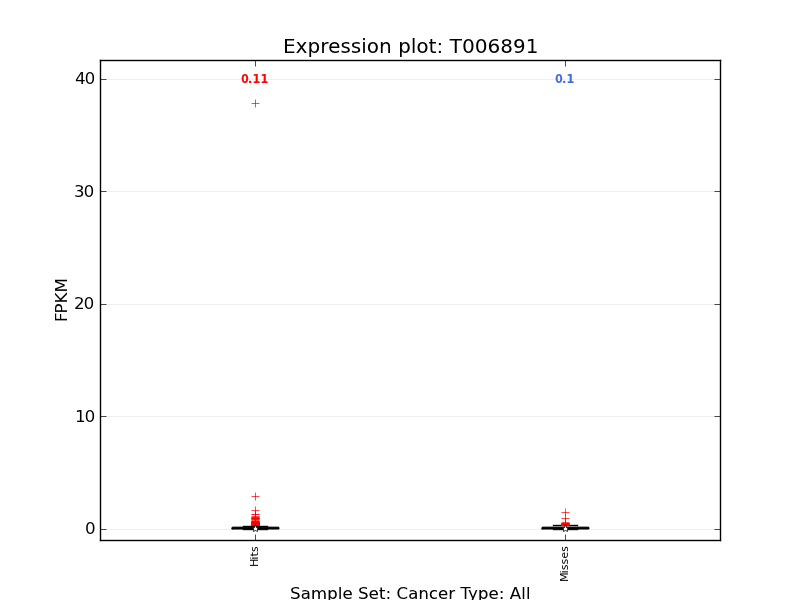 Expression plot: T006891
0.11
0.1
40
30
20
10
0
FPKM
Hits
Misses
Sample Set: Cancer Type: All